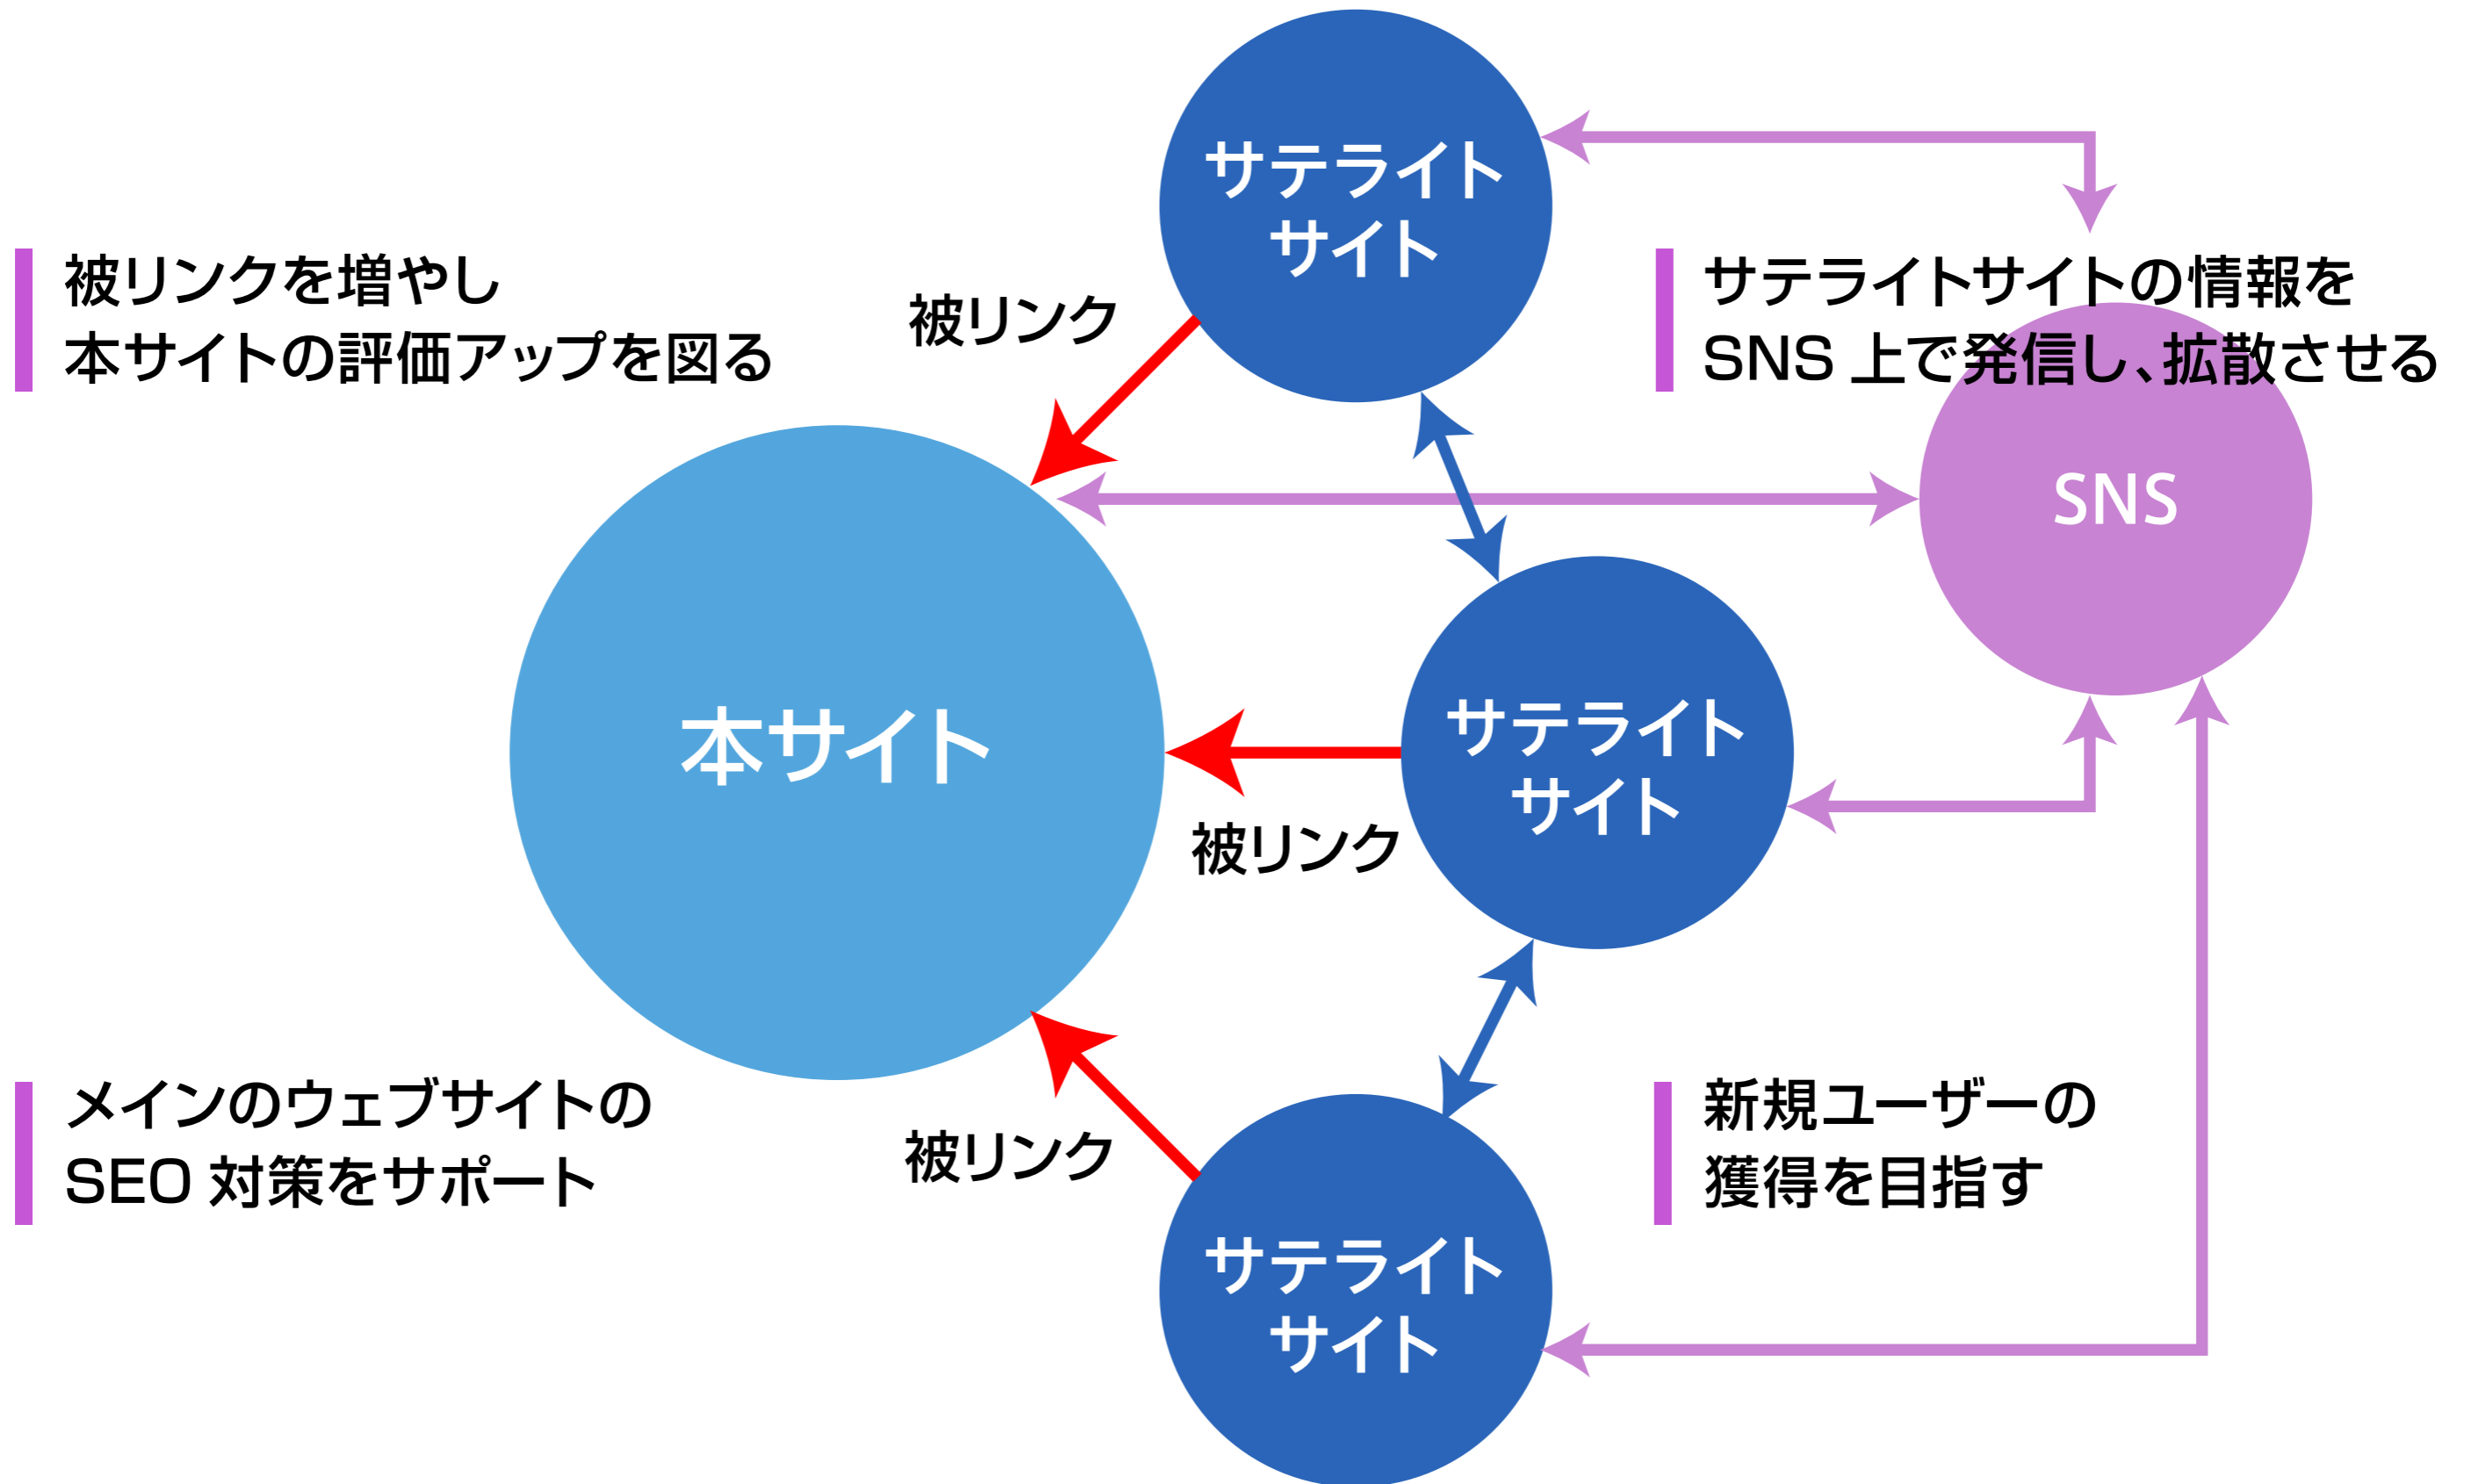 サテライト
サイト
被リンクを増やし
本サイトの評価アップを図る
被リンク
サテライトサイトの情報を
SNS 上で発信し、拡散させる
SNS
本サイト
サテライト
サイト
被リンク
メインのウェブサイトの
SEO 対策をサポート
被リンク
新規ユーザーの
獲得を目指す
サテライト
サイト